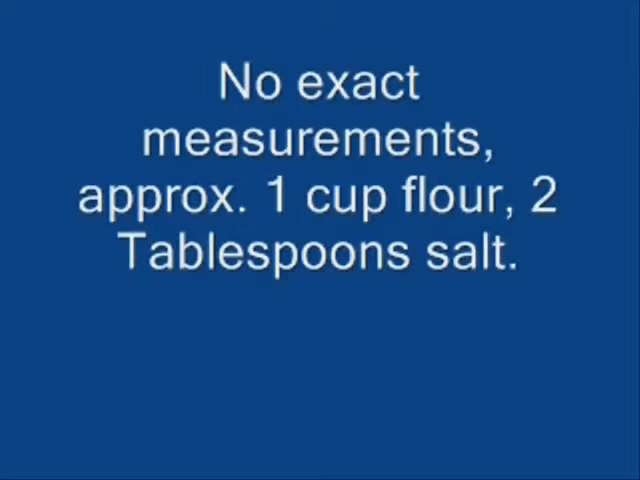 No exact
measurements,
approx. 1 cup flour, 2
Tablespoons salt.